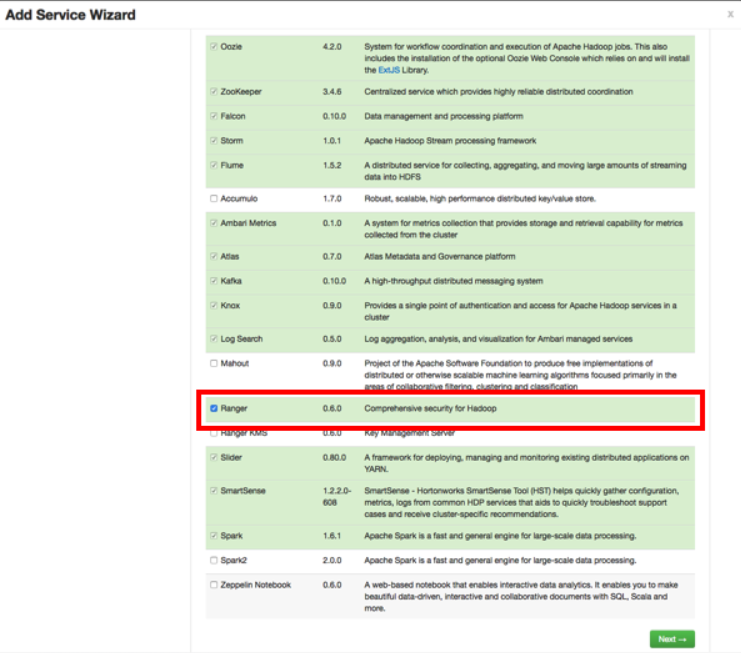 Add Service Wizard
x
Oozie 4.2.0 System for workflow coordination and execution of Apache Hadoop jobs. This also
includes the installation of the optional Oozie Web Console which relies on and will install
the ExtJS Library.
ZooKeeper 3.4.6 Centralized service which provides highly reliable distributed coordination
Falcon 0.10.0 Data management and processing platform
Storm 1.0.1 Apache Hadoop Stream processing framework
Flume 1.5.2 A distributed service for collecting, aggregating, and moving large amounts of streaming
data into HDFS
Accumulo 1.7.0 Robust, scalable, high performance distributed key/value store.
Ambari Metrics 0.1.0 A system for metrics collection that provides storage and retrieval capability for metrics
collected from the cluster
Atlas 0.7.0 Atlas Metadata and Governance platform
Kafka 0.10.0 A high-throughput distributed messaging system
Knox 0.9.0 Provides a single point of authentication and access for Apache Hadoop services in a
cluster
Log Search 0.5.0 Log aggregation, analysis, and visualization for Ambari managed services
Mahout 0.9.0 Project of the Apache Software Foundation to produce free implementations of
distributed or otherwise scalable machine learning algorithms focused primarily in the
areas of collaborative filtering, clustering and classification
Ranger 0.6.0 Comprehensive security for Hadoop
Ranger KMS 0.6.0 Key Management Server
Slider 0.80.0 A framework for deploying, managing and monitoring existing distributed applications on
YARN.
SmartSense 1.2.2.0- SmartSense - Hortonworks SmartSense Tool (HST) helps quickly gather configuration,
608 metrics, logs from common HDP services that aids to quickly troubleshoot support
cases and receive cluster-specific recommendations.
Spark 1.6.1 Apache Spark is a fast and general engine for large-scale data processing.
Spark2 2.0.0 Apache Spark is a fast and general engine for large-scale data processing.
Zeppelin Notebook 0.6.0 A web-based notebook that enables interactive data analytics. It enables you to make
beautiful data-driven, interactive and collaborative documents with SQL, Scala and
more.
Next →